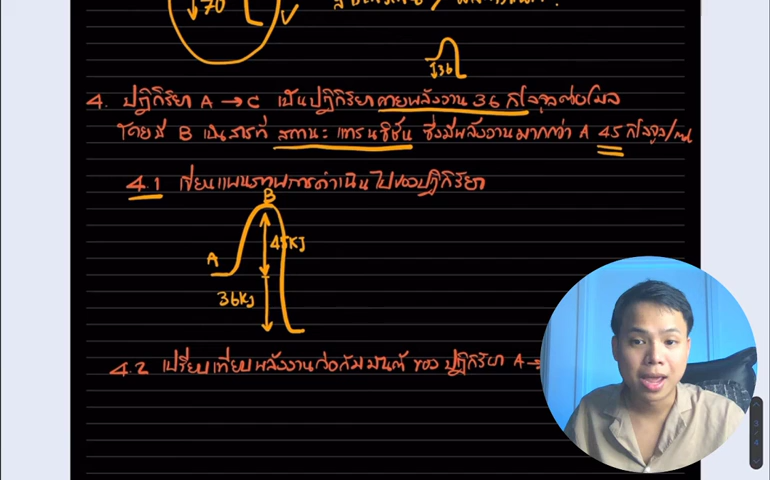 ↓70
↕36
4. ปฏิกิริยา A → C เป็นปฏิกิริยาคายพลังงาน 36 กิโลจูลต่อโมล
โดยมี B เป็นสารที่ สถานะแทรนซิชัน ซึ่งมีพลังงานมากกว่า A 45 กิโลจูล/mol
4.1 เขียนแผนภาพการดำเนินไปของปฏิกิริยา
B
45KJ
A
36KJ
4.2 เปรียบเทียบพลังงานก่อกัมมันต์ ของ ปฏิกิริยา A →
3
4